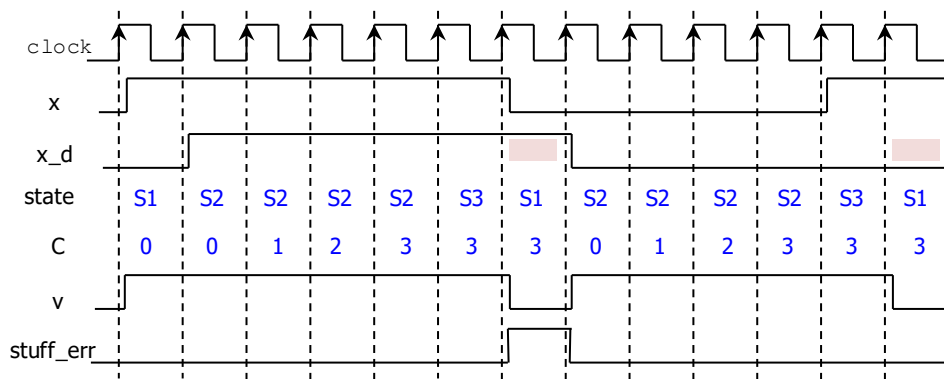 clock
x
x_d
state S1 S2 S2 S2 S2 S3 S1 S2 S2 S2 S2 S3 S1
C 0 0 1 2 3 3 3 0 1 2 3 3 3
v
stuff_err